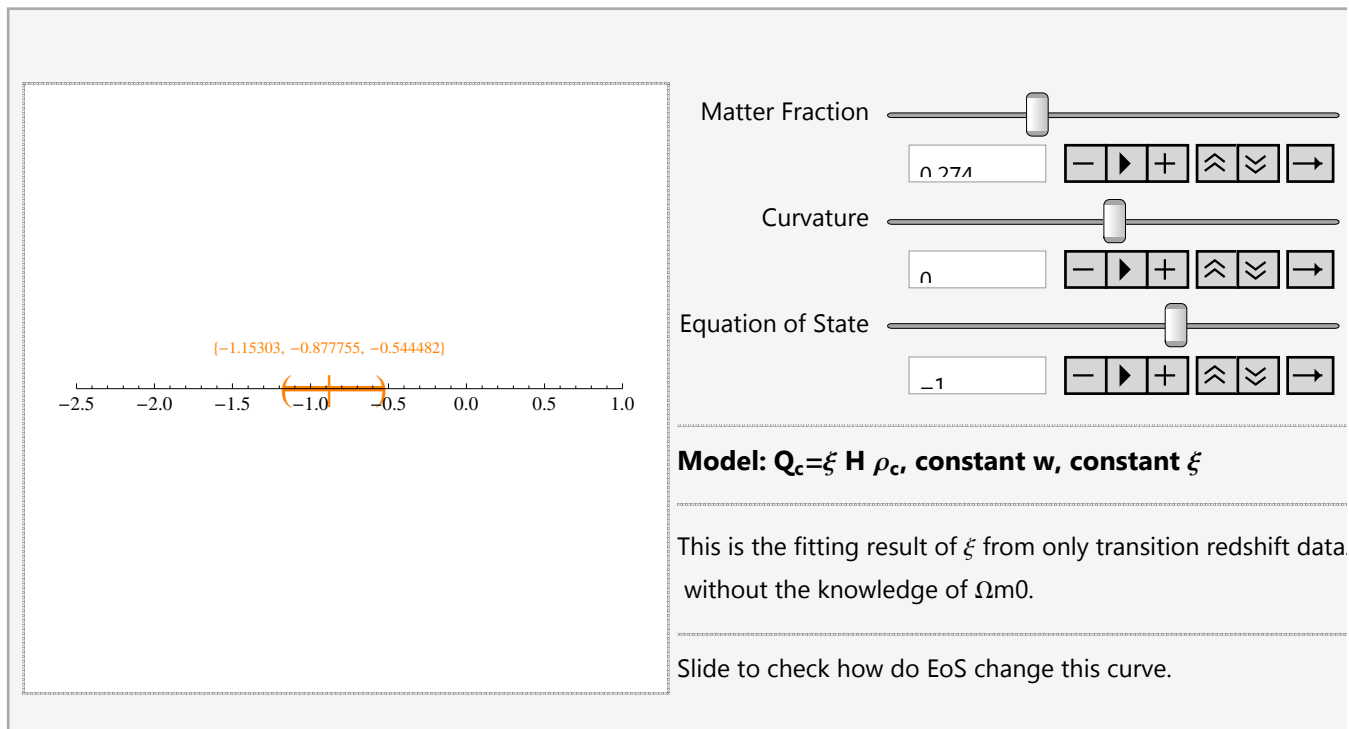 Matter Fraction
0.274
Curvature
0
Equation of State
−1
{−1.15303, −0.877755, −0.544482}
−2.5 −2.0 −1.5 −1.0 −0.5 0.0 0.5 1.0
Model: Qc=ξ H ρc, constant w, constant ξ
This is the fitting result of ξ from only transition redshift data.
without the knowledge of Ωm0.
Slide to check how do EoS change this curve.